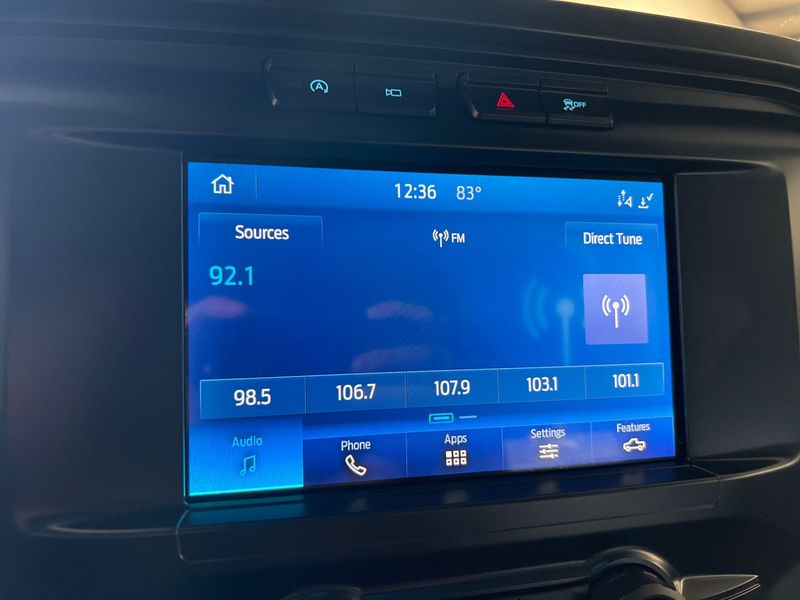 A
OFF
12:36 83°
4
Sources
FM
Direct Tune
92.1
98.5 106.7 107.9 103.1 101.1
Audio Phone Apps Settings Features